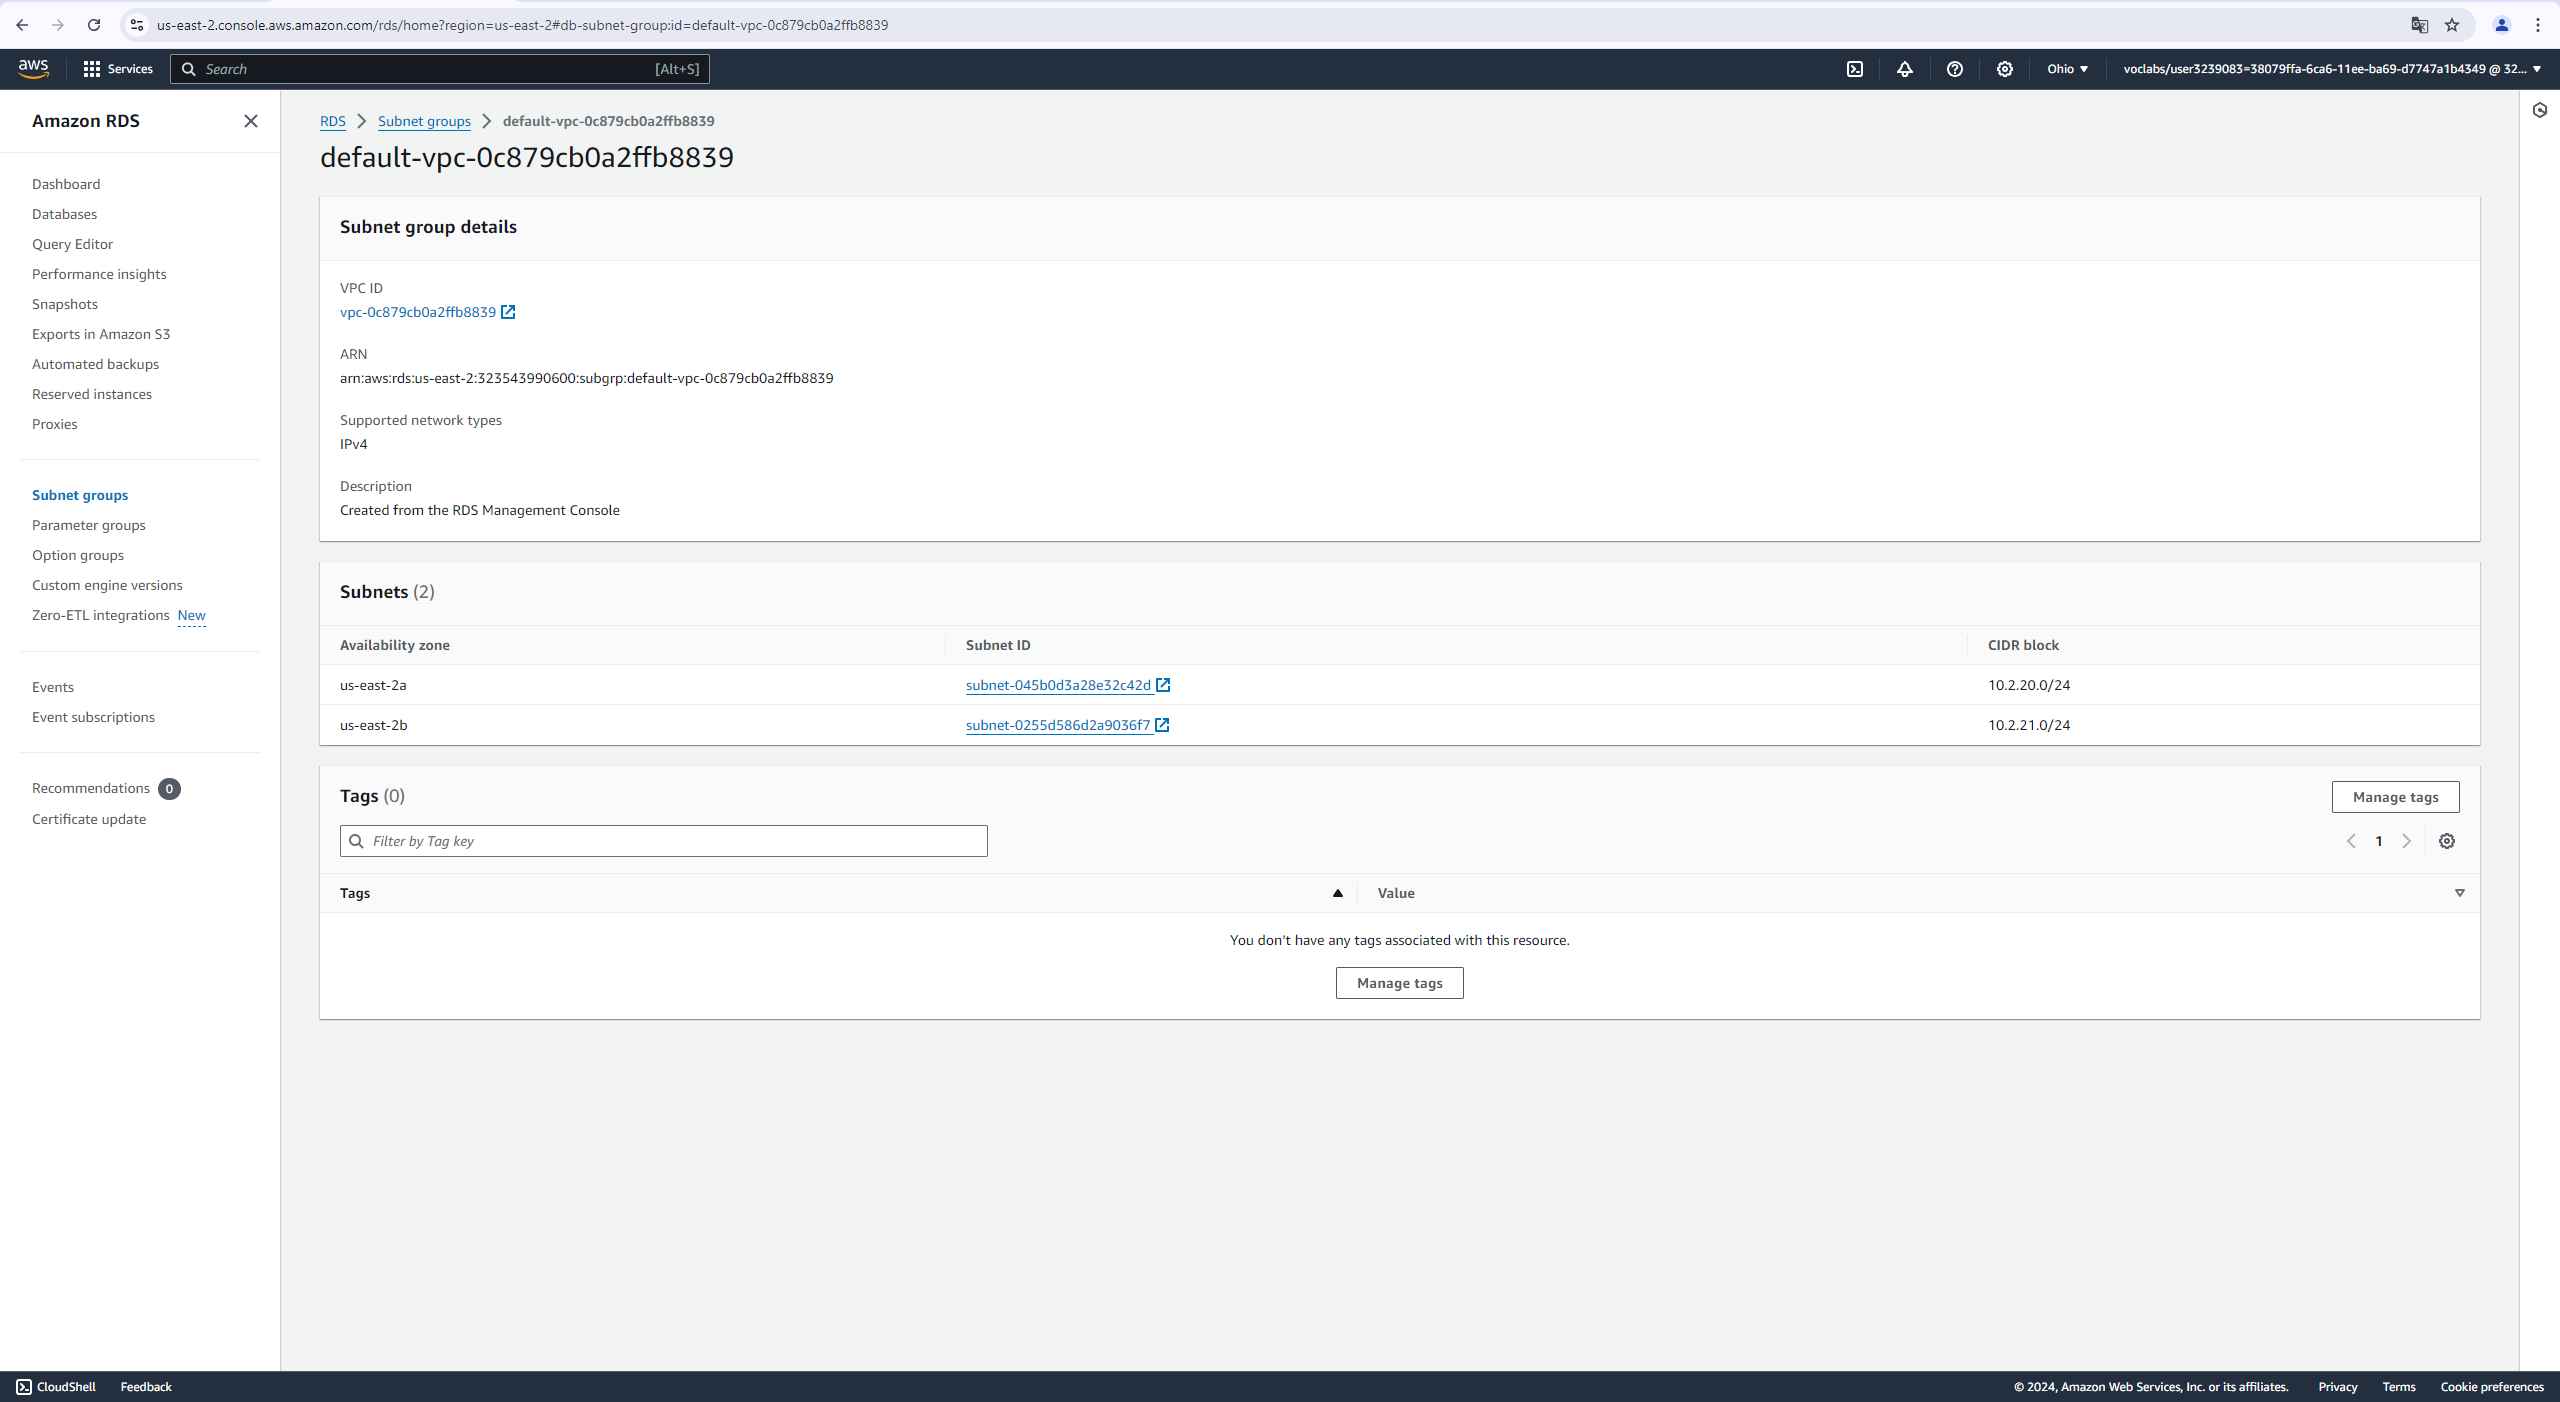 us-east-2.console.aws.amazon.com/rds/home?region=us-east-2#db-subnet-group:id=default-vpc-0c879cb0a2ffb8839
aws Services Search [Alt+S] Ohio voclabs/user3239083=38079ffa-6ca6-11ee-ba69-d7747a1b4349 @ 32...
Amazon RDS
Dashboard
Databases
Query Editor
Performance insights
Snapshots
Exports in Amazon S3
Automated backups
Reserved instances
Proxies
Subnet groups
Parameter groups
Option groups
Custom engine versions
Zero-ETL integrations New
Events
Event subscriptions
Recommendations 0
Certificate update
RDS Subnet groups default-vpc-0c879cb0a2ffb8839
default-vpc-0c879cb0a2ffb8839
Subnet group details
VPC ID
vpc-0c879cb0a2ffb8839
ARN
arn:aws:rds:us-east-2:323543990600:subgrp:default-vpc-0c879cb0a2ffb8839
Supported network types
IPv4
Description
Created from the RDS Management Console
Subnets (2)
Availability zone Subnet ID CIDR block
us-east-2a subnet-045b0d3a28e32c42d 10.2.20.0/24
us-east-2b subnet-0255d586d2a9036f7 10.2.21.0/24
Tags (0) Manage tags
Filter by Tag key 1
Tags Value
You don't have any tags associated with this resource.
Manage tags
CloudShell Feedback © 2024, Amazon Web Services, Inc. or its affiliates. Privacy Terms Cookie preferences